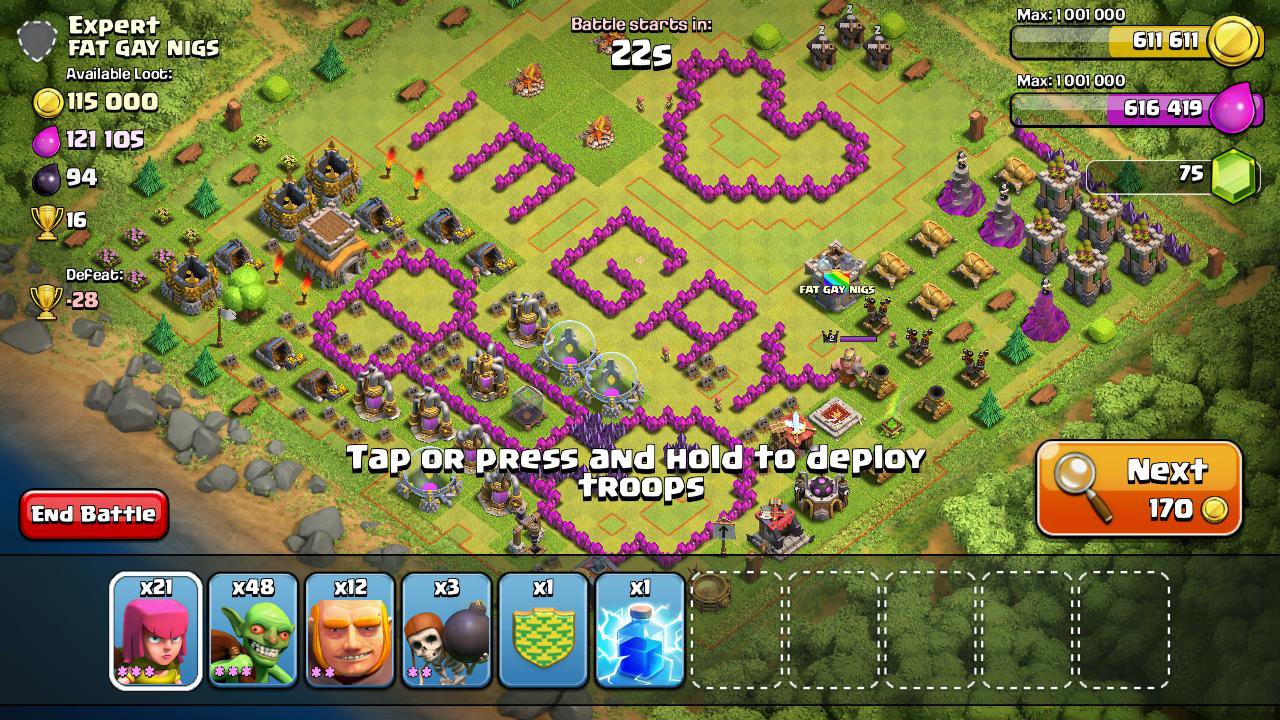 Expert
FAT GAY NIGS
Available Loot:
115 000
121 105
94
16
Defeat:
-28
Battle starts in:
22s
Max: 1 001 000
611 611
Max: 1 001 000
616 419
75
FAT GAY NIGS
Tap or press and hold to deploy
troops
End Battle
Next
170
x21
x48
x12
x3
x1
x1